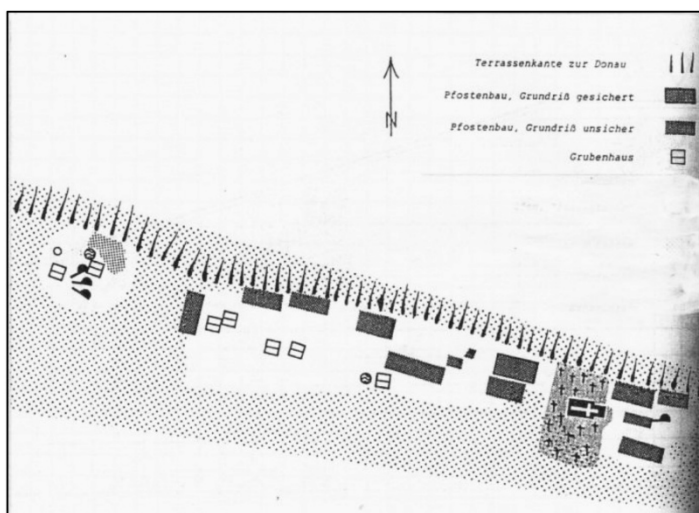 Terrassenkante zur Donau
Pfostenbau, Grundriß gesichert
N
Pfostenbau, Grundriß unsicher
Grubenhaus